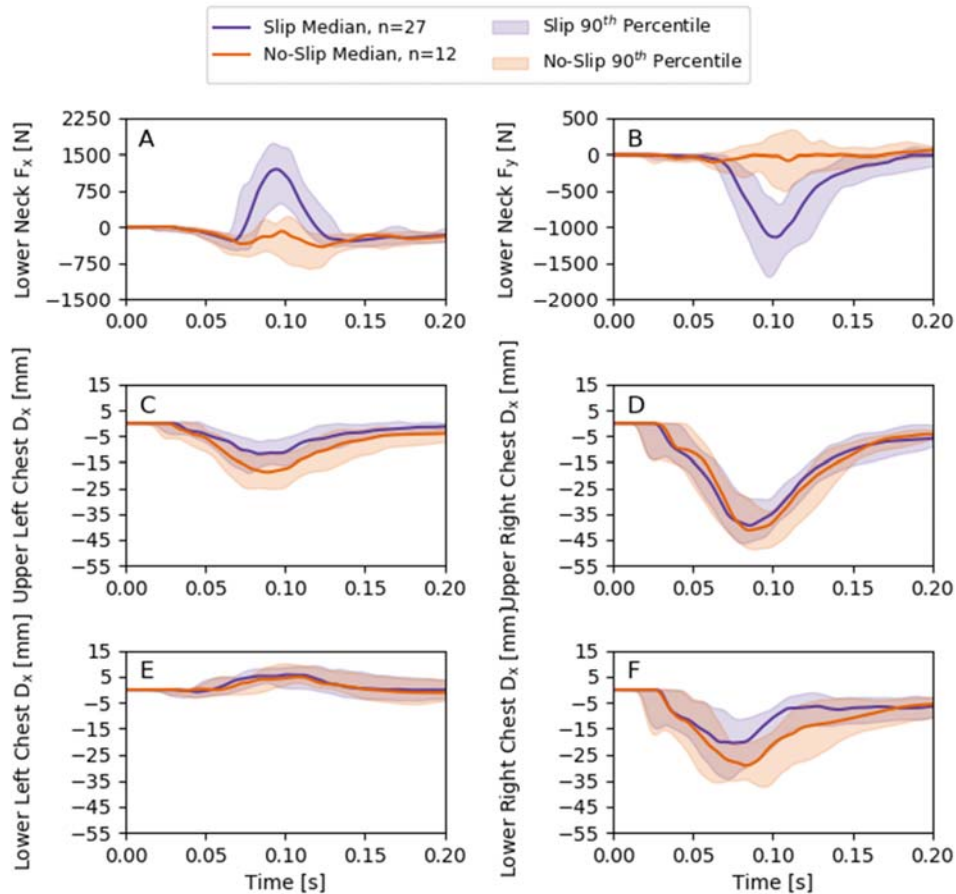 Slip Median, n=27
No-Slip Median, n=12
Slip 90th Percentile
No-Slip 90th Percentile
A
Lower Neck Fx [N]
2250
1500
750
0
−750
−1500
0.00 0.05 0.10 0.15 0.20
B
Lower Neck Fy [N]
500
0
−500
−1000
−1500
−2000
0.00 0.05 0.10 0.15 0.20
C
Upper Left Chest Dx [mm]
15
5
−5
−15
−25
−35
−45
−55
0.00 0.05 0.10 0.15 0.20
D
Upper Right Chest Dx [mm]
15
5
−5
−15
−25
−35
−45
−55
0.00 0.05 0.10 0.15 0.20
E
Lower Left Chest Dx [mm]
15
5
−5
−15
−25
−35
−45
−55
0.00 0.05 0.10 0.15 0.20
Time [s]
F
Lower Right Chest Dx [mm]
15
5
−5
−15
−25
−35
−45
−55
0.00 0.05 0.10 0.15 0.20
Time [s]